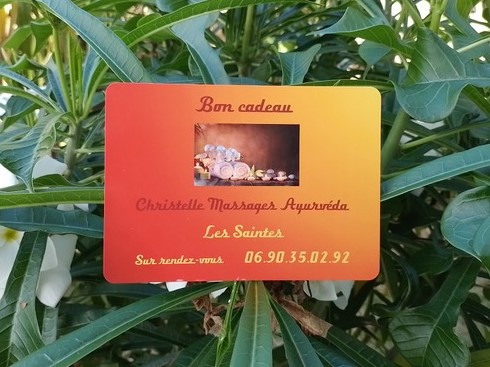 Bon cadeau
Christelle Massages Ayurvéda
Les Saintes
Sur rendez-vous 06.90.35.02.92